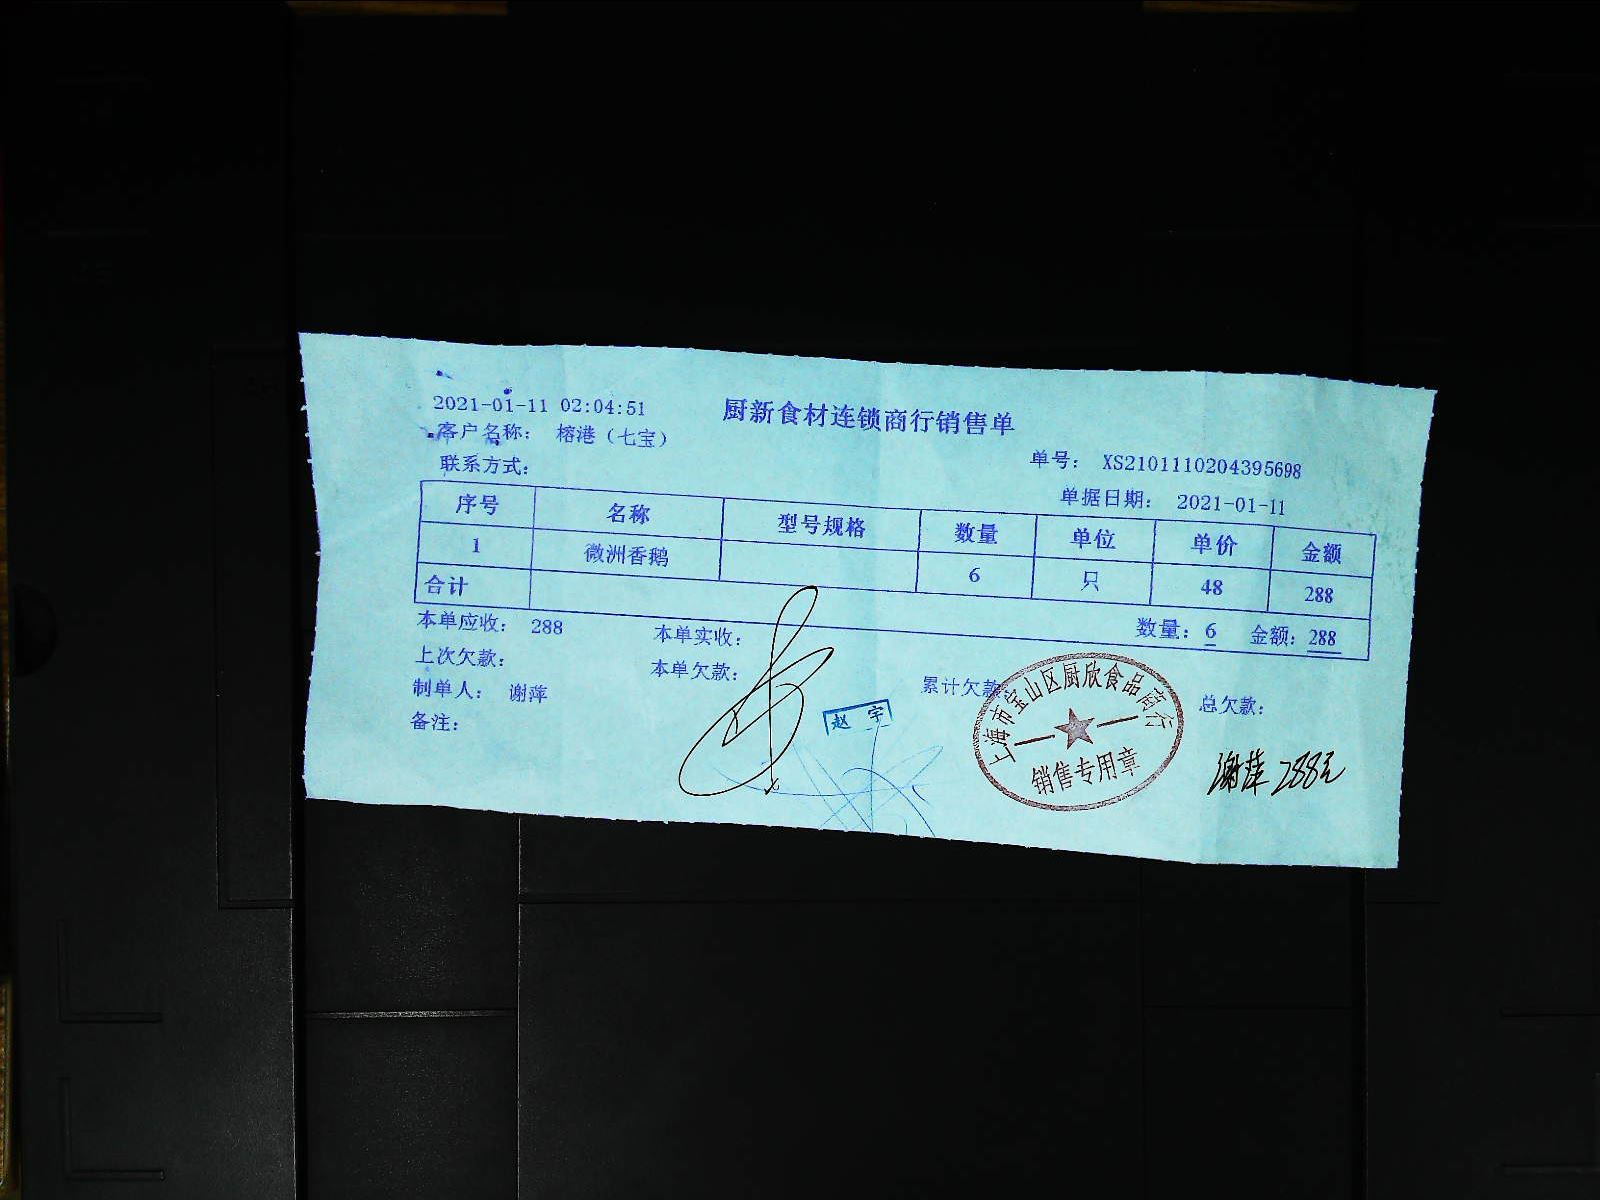 2021-01-11 02:04:51
厨新食材连锁商行销售单
客户名称： 榕港（七宝）
单号： XS2101110204395698
联系方式：
单据日期： 2021-01-11
序号 名称 型号规格 数量 单位 单价 金额
1 微洲香鹅 6 只 48 288
合计
数量：6 金额：288
本单应收： 288 本单实收：
上次欠款： 本单欠款： 累计欠款 总欠款：
制单人： 谢萍
备注：
赵宇
上海市宝山区厨欣食品商行
销售专用章
谢萍 288元